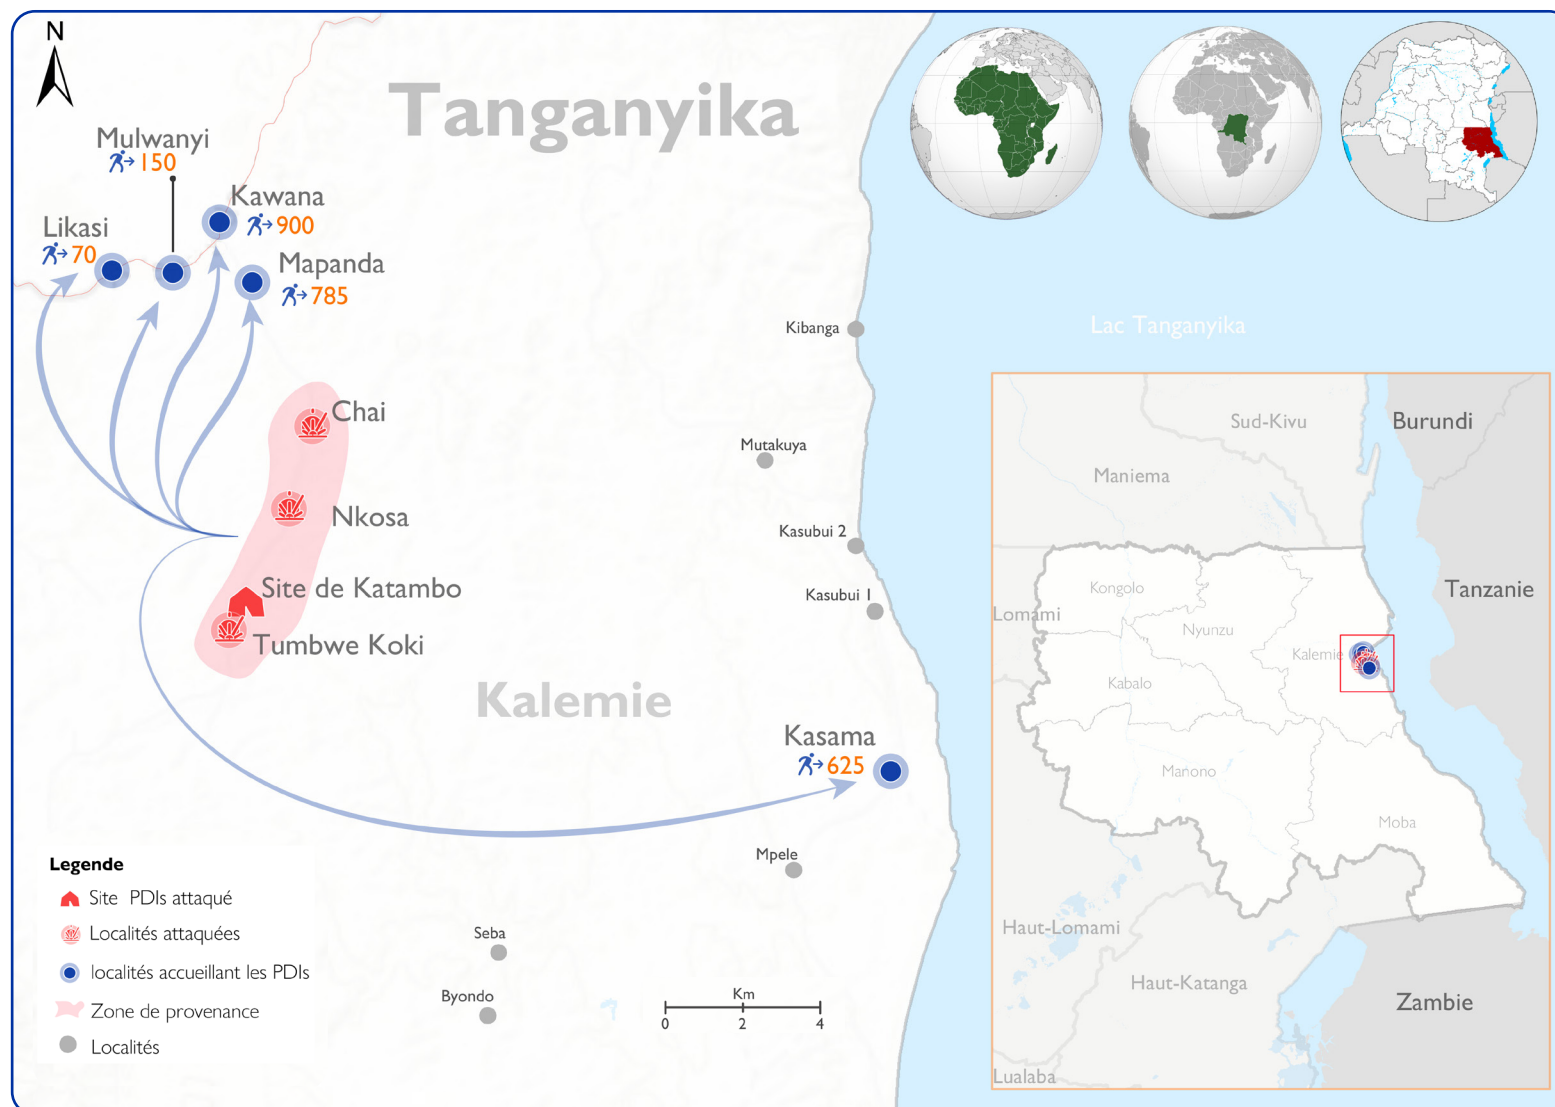 N
Tanganyika
Mulwanyi
150
Kawana
900
Likasi
70
Mapanda
785
Kibanga
Lac Tanganyika
Chai
Mutakuya
Nkosa
Kasubui 2
Site de Katambo
Kasubui 1
Tumbwe Koki
Kalemie
Kasama
625
Mpele
Seba
Byondo
Km
0 2 4
Legende
Site PDIs attaqué
Localités attaquées
localités accueillant les PDIs
Zone de provenance
Localités
Sud-Kivu
Burundi
Maniema
Kongolo
Tanzanie
Lomami
Nyunzu
Kalemie
Kabalo
Manono
Moba
Haut-Lomami
Haut-Katanga
Zambie
Lualaba